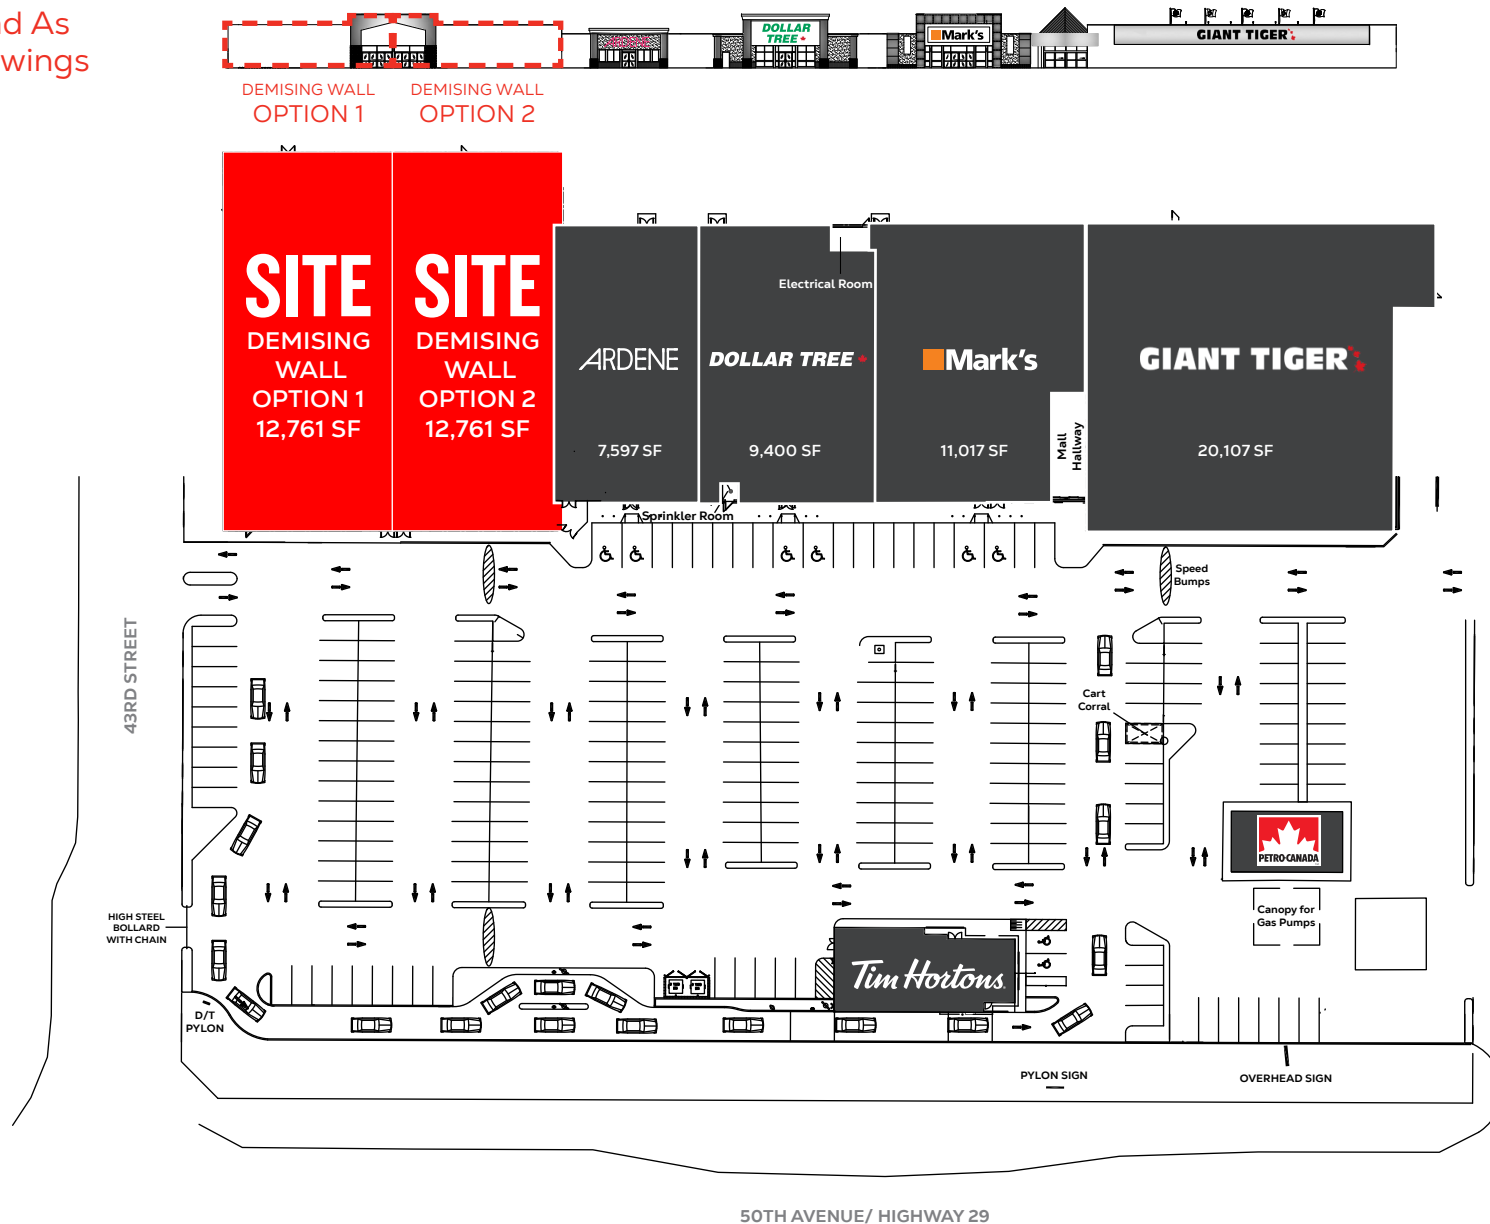 nd As
wings
DOLLAR
TREE
Mark's
GIANT TIGER
DEMISING WALL
OPTION 1
DEMISING WALL
OPTION 2
SITE
DEMISING
WALL
OPTION 1
12,761 SF
SITE
DEMISING
WALL
OPTION 2
12,761 SF
Electrical Room
ARDENE
7,597 SF
DOLLAR TREE
9,400 SF
Mark's
11,017 SF
Mall
Hallway
GIANT TIGER
20,107 SF
Sprinkler Room
Speed
Bumps
43RD STREET
Cart
Corral
PETRO-CANADA
Canopy for
Gas Pumps
HIGH STEEL
BOLLARD
WITH CHAIN
Tim Hortons
D/T
PYLON
PYLON SIGN
OVERHEAD SIGN
50TH AVENUE/ HIGHWAY 29